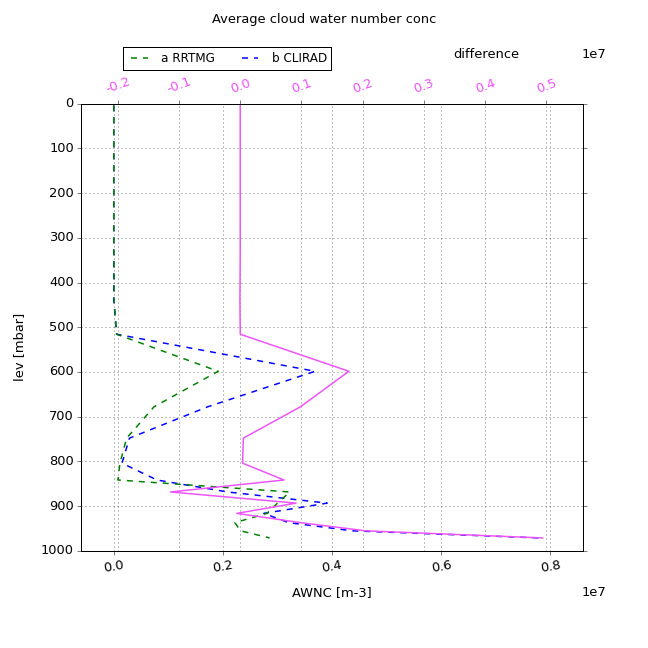 Average cloud water number conc
a RRTMG b CLIRAD
difference 1e7
-0.2 -0.1 0.0 0.1 0.2 0.3 0.4 0.5
0
100
200
300
400
500
600
700
800
900
1000
lev [mbar]
0.0 0.2 0.4 0.6 0.8
AWNC [m-3] 1e7